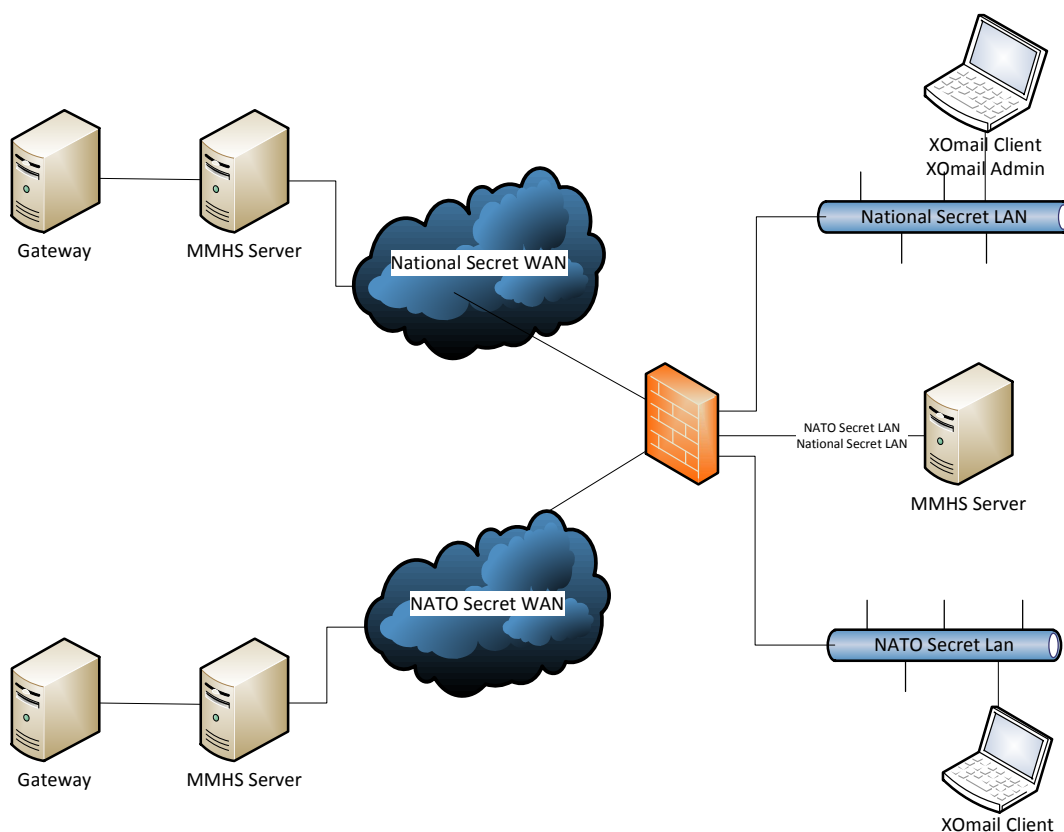 XOmail Client
XOmail Admin
National Secret LAN
Gateway
MMHS Server
National Secret WAN
NATO Secret LAN
National Secret LAN
MMHS Server
NATO Secret WAN
NATO Secret Lan
Gateway
MMHS Server
XOmail Client